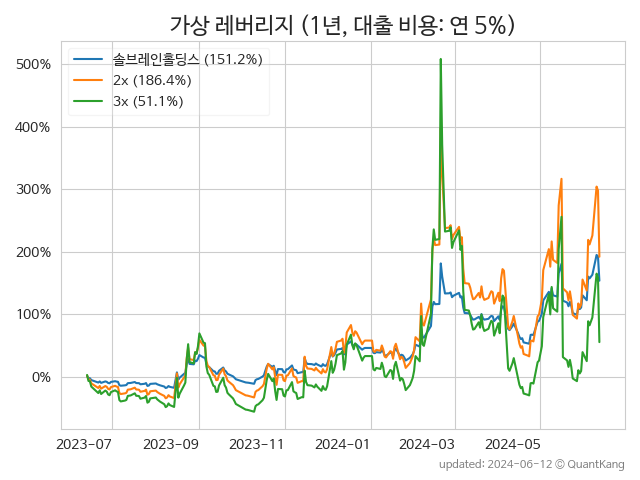 가상 레버리지 (1년, 대출 비용: 연 5%)
솔브레인홀딩스 (151.2%)
2x (186.4%)
3x (51.1%)
500%
400%
300%
200%
100%
0%
2023-07 2023-09 2023-11 2024-01 2024-03 2024-05
updated: 2024-06-12 © QuantKang